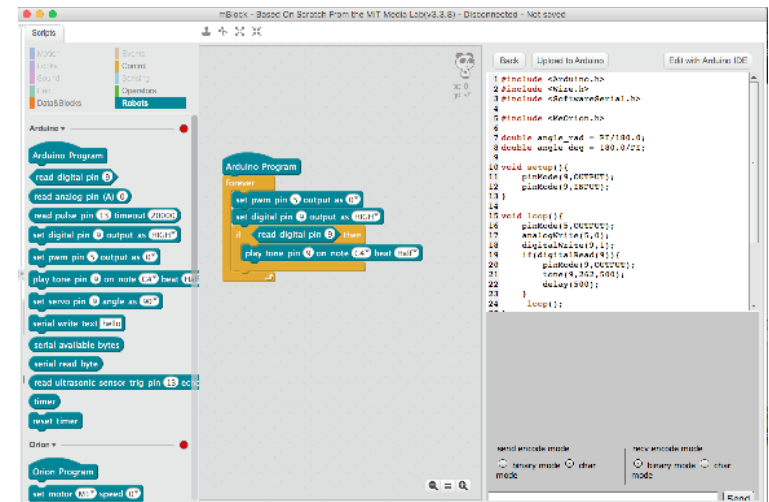 mBlock - Based On Scratch From the MIT Media Lab(v3.3.8) - Disconnected - Not saved
Scripts
Motion
Events
Looks
Control
Sound
Sensing
Pen
Operators
Data&Blocks
Robots
Arduino
Arduino Program
read digital pin 9
read analog pin (A) 0
read pulse pin 13 timeout 20000
set digital pin 9 output as HIGH
set pwm pin 5 output as 0
play tone pin 9 on note C4 beat Half
set servo pin 9 angle as 90
serial write text hello
serial available bytes
serial read byte
read ultrasonic sensor trig pin 13 echo
timer
reset timer
Orion
Orion Program
set motor M1 speed 0
Arduino Program
forever
set pwm pin 5 output as 0
set digital pin 9 output as HIGH
if read digital pin 9 then
play tone pin 9 on note C4 beat Half
Back
Upload to Arduino
Edit with Arduino IDE
1 #include <Arduino.h>
2 #include <Wire.h>
3 #include <SoftwareSerial.h>
4
5 #include <MeOrion.h>
6
7 double angle_rad = PI/180.0;
8 double angle_deg = 180.0/PI;
9
10 void setup(){
11 pinMode(9,OUTPUT);
12 pinMode(9,INPUT);
13 }
14
15 void loop(){
16 pinMode(5,OUTPUT);
17 analogWrite(5,0);
18 digitalWrite(9,1);
19 if(digitalRead(9)){
20 pinMode(9,OUTPUT);
21 tone(9,262,500);
22 delay(500);
23 }
24 loop();
send encode mode
binary mode
char mode
recv encode mode
binary mode
char mode
Send